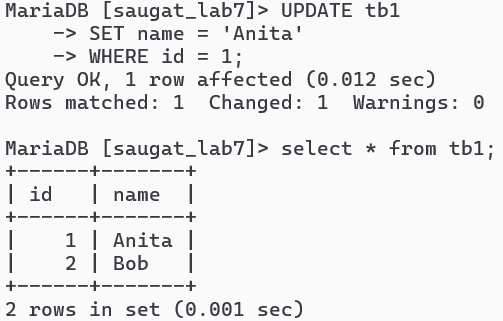 MariaDB [saugat_lab7]> UPDATE tb1
    -> SET name = 'Anita'
    -> WHERE id = 1;
Query OK, 1 row affected (0.012 sec)
Rows matched: 1  Changed: 1  Warnings: 0

MariaDB [saugat_lab7]> select * from tb1;
+------+-------+
| id   | name  |
+------+-------+
|    1 | Anita |
|    2 | Bob   |
+------+-------+
2 rows in set (0.001 sec)